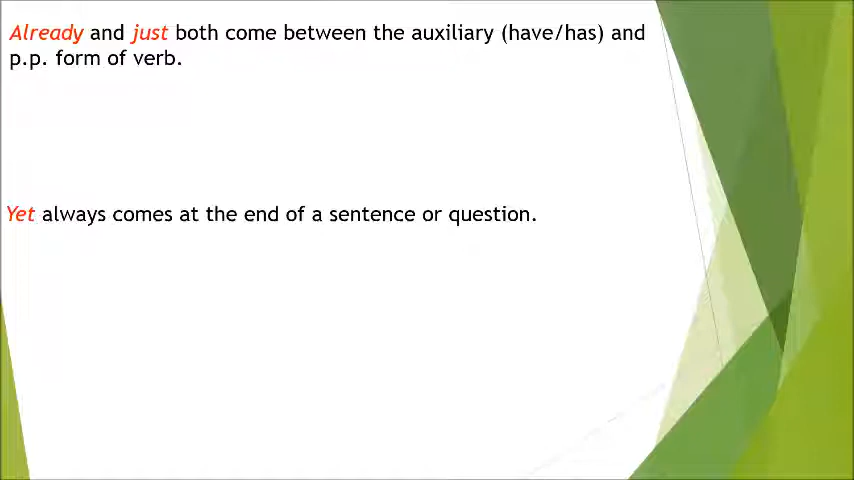 Already and just both come between the auxiliary (have/has) and
p.p. form of verb.
Yet always comes at the end of a sentence or question.